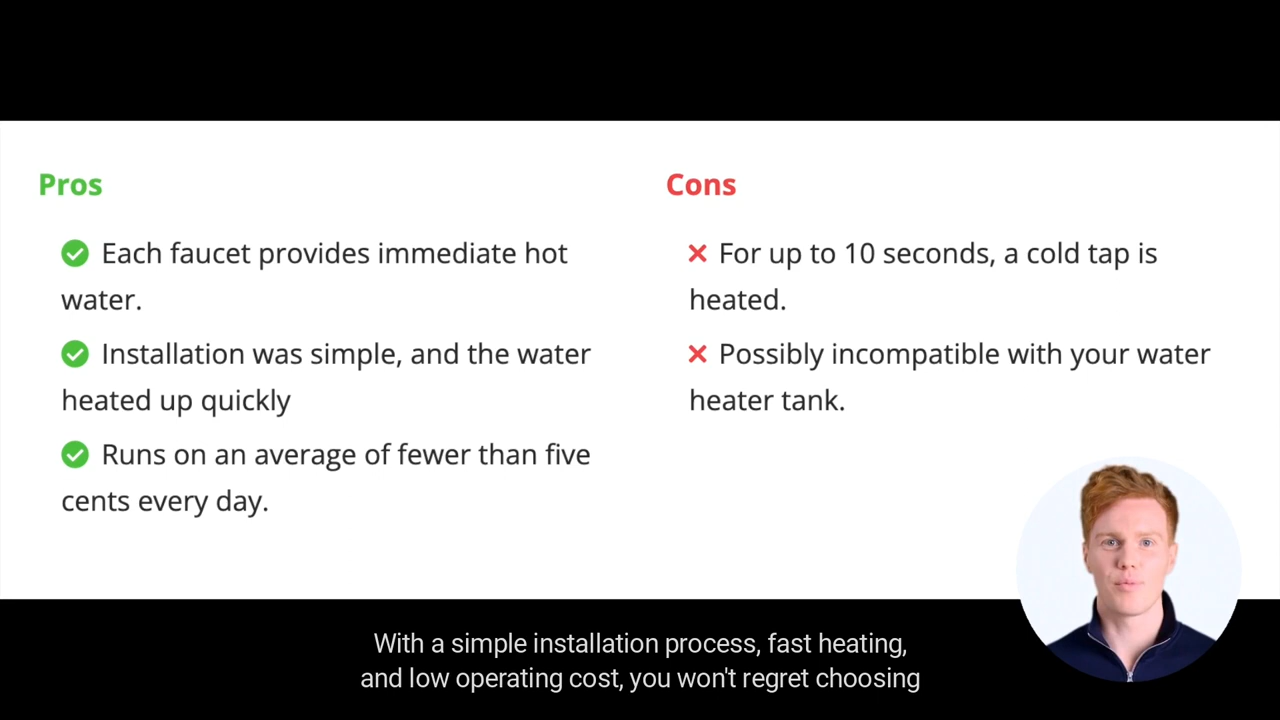 Pros
Each faucet provides immediate hot
water.
Installation was simple, and the water
heated up quickly
Runs on an average of fewer than five
cents every day.
Cons
For up to 10 seconds, a cold tap is
heated.
Possibly incompatible with your water
heater tank.
With a simple installation process, fast heating,
and low operating cost, you won't regret choosing